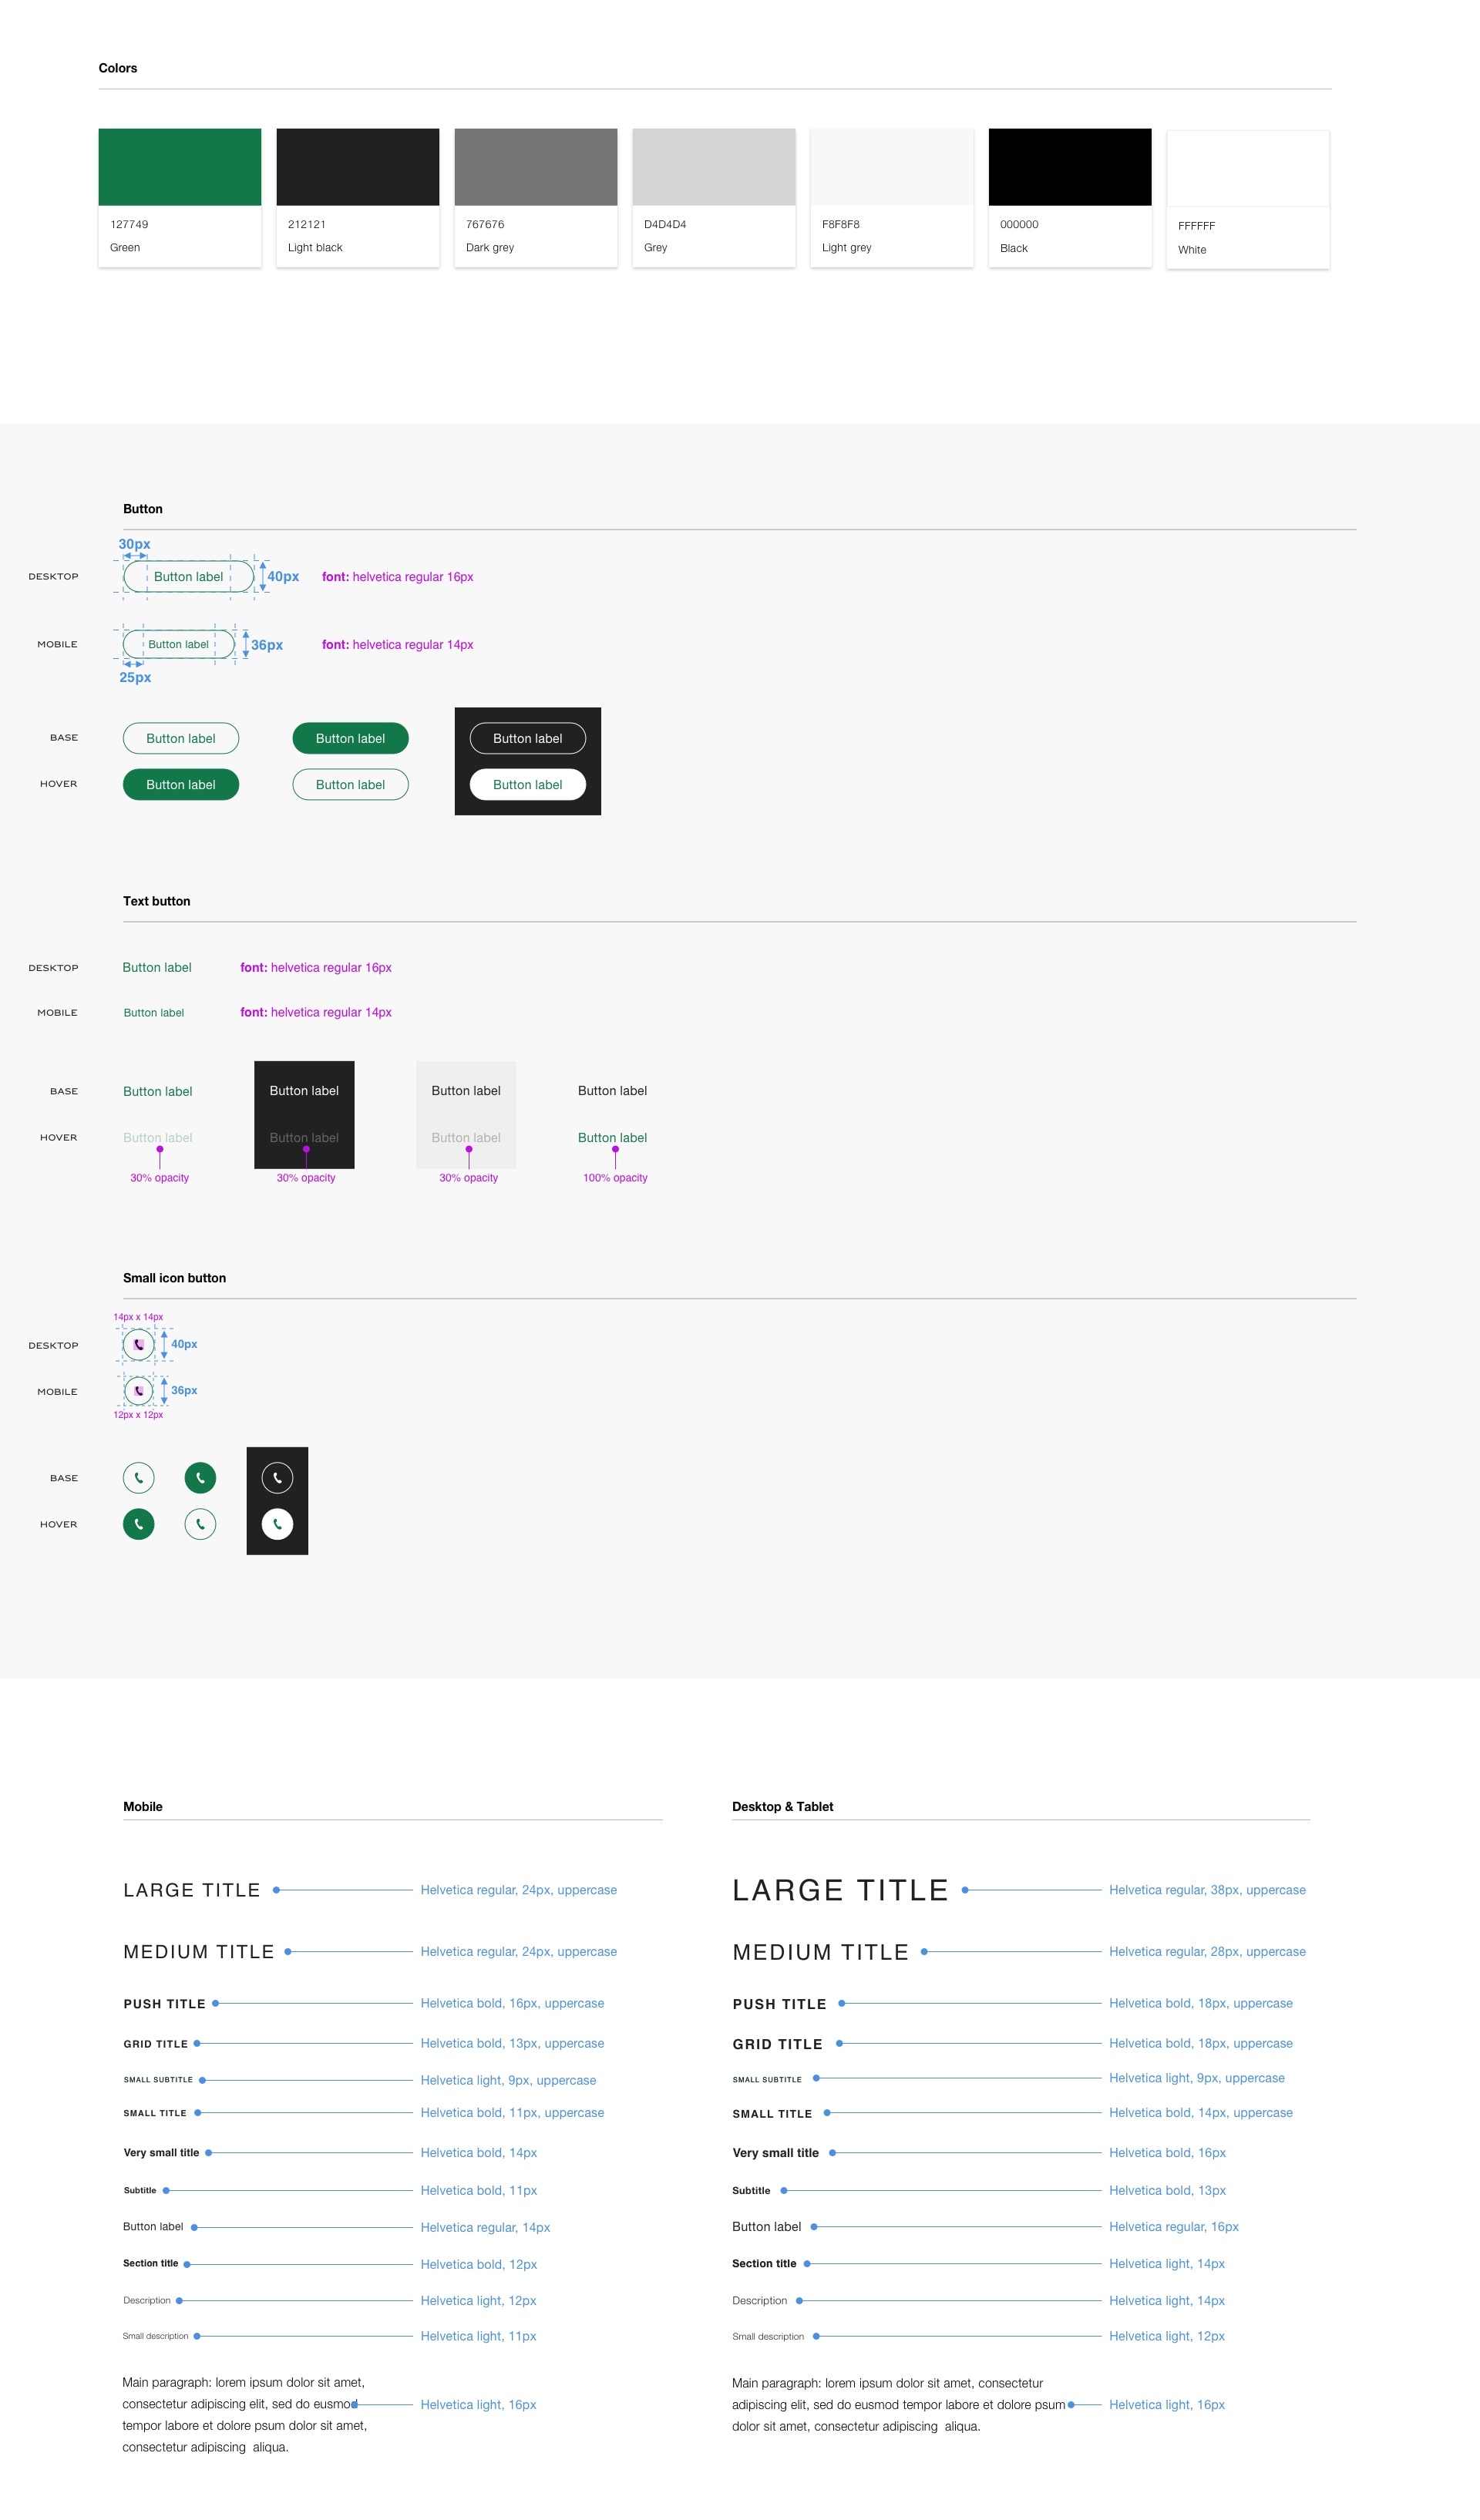 Colors
127749
Green
212121
Light black
767676
Dark grey
D4D4D4
Grey
F8F8F8
Light grey
000000
Black
FFFFFF
White
Button
30px
DESKTOP
Button label
40px
font: helvetica regular 16px
MOBILE
Button label
36px
font: helvetica regular 14px
25px
BASE
Button label
Button label
Button label
HOVER
Button label
Button label
Button label
Text button
DESKTOP
Button label
font: helvetica regular 16px
MOBILE
Button label
font: helvetica regular 14px
BASE
Button label
Button label
Button label
Button label
HOVER
Button label
Button label
Button label
Button label
30% opacity
30% opacity
30% opacity
100% opacity
Small icon button
14px x 14px
DESKTOP
40px
MOBILE
36px
12px x 12px
BASE
HOVER
Mobile
LARGE TITLE
Helvetica regular, 24px, uppercase
MEDIUM TITLE
Helvetica regular, 24px, uppercase
PUSH TITLE
Helvetica bold, 16px, uppercase
GRID TITLE
Helvetica bold, 13px, uppercase
SMALL SUBTITLE
Helvetica light, 9px, uppercase
SMALL TITLE
Helvetica bold, 11px, uppercase
Very small title
Helvetica bold, 14px
Subtitle
Helvetica bold, 11px
Button label
Helvetica regular, 14px
Section title
Helvetica bold, 12px
Description
Helvetica light, 12px
Small description
Helvetica light, 11px
Main paragraph: lorem ipsum dolor sit amet,
consectetur adipiscing elit, sed do eusmod
tempor labore et dolore psum dolor sit amet,
consectetur adipiscing  aliqua.
Helvetica light, 16px
Desktop & Tablet
LARGE TITLE
Helvetica regular, 38px, uppercase
MEDIUM TITLE
Helvetica regular, 28px, uppercase
PUSH TITLE
Helvetica bold, 18px, uppercase
GRID TITLE
Helvetica bold, 18px, uppercase
SMALL SUBTITLE
Helvetica light, 9px, uppercase
SMALL TITLE
Helvetica bold, 14px, uppercase
Very small title
Helvetica bold, 16px
Subtitle
Helvetica bold, 13px
Button label
Helvetica regular, 16px
Section title
Helvetica light, 14px
Description
Helvetica light, 14px
Small description
Helvetica light, 12px
Main paragraph: lorem ipsum dolor sit amet, consectetur
adipiscing elit, sed do eusmod tempor labore et dolore psum
dolor sit amet, consectetur adipiscing  aliqua.
Helvetica light, 16px